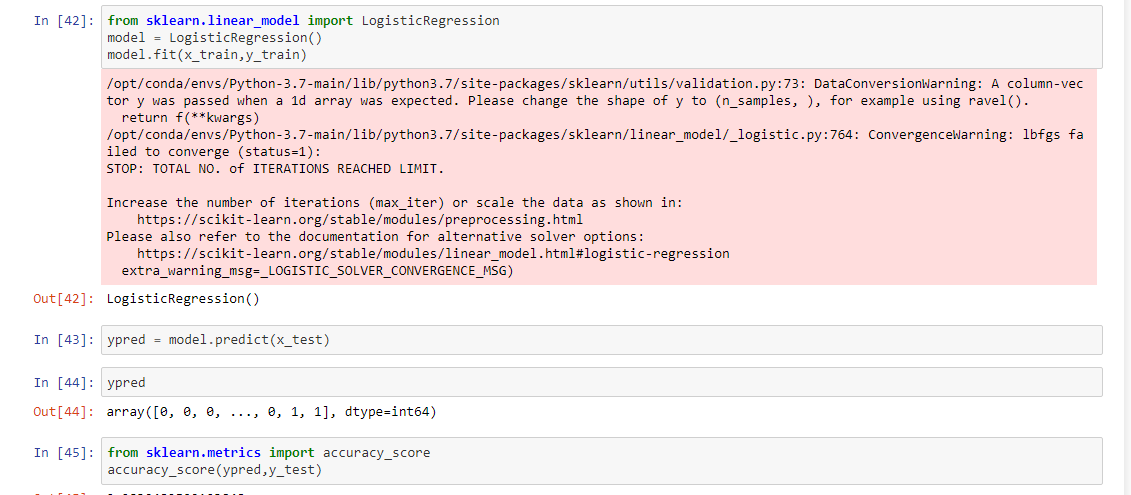 In [42]: from sklearn.linear_model import LogisticRegression
model = LogisticRegression()
model.fit(x_train,y_train)
/opt/conda/envs/Python-3.7-main/lib/python3.7/site-packages/sklearn/utils/validation.py:73: DataConversionWarning: A column-vec
tor y was passed when a 1d array was expected. Please change the shape of y to (n_samples, ), for example using ravel().
  return f(**kwargs)
/opt/conda/envs/Python-3.7-main/lib/python3.7/site-packages/sklearn/linear_model/_logistic.py:764: ConvergenceWarning: lbfgs fa
iled to converge (status=1):
STOP: TOTAL NO. of ITERATIONS REACHED LIMIT.
Increase the number of iterations (max_iter) or scale the data as shown in:
    https://scikit-learn.org/stable/modules/preprocessing.html
Please also refer to the documentation for alternative solver options:
    https://scikit-learn.org/stable/modules/linear_model.html#logistic-regression
  extra_warning_msg=_LOGISTIC_SOLVER_CONVERGENCE_MSG)
Out[42]: LogisticRegression()
In [43]: ypred = model.predict(x_test)
In [44]: ypred
Out[44]: array([0, 0, 0, ..., 0, 1, 1], dtype=int64)
In [45]: from sklearn.metrics import accuracy_score
accuracy_score(ypred,y_test)